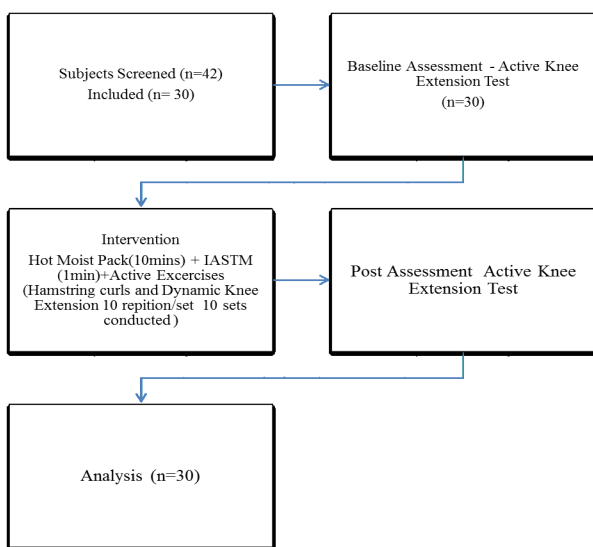 Subjects Screened (n=42)
Included (n= 30)
Baseline Assessment - Active Knee
Extension Test
(n=30)
Intervention
Hot Moist Pack(10mins) + IASTM
(1min)+Active Excercises
(Hamstring curls and Dynamic Knee
Extension 10 repition/set 10 sets
conducted )
Post Assessment Active Knee
Extension Test
Analysis (n=30)